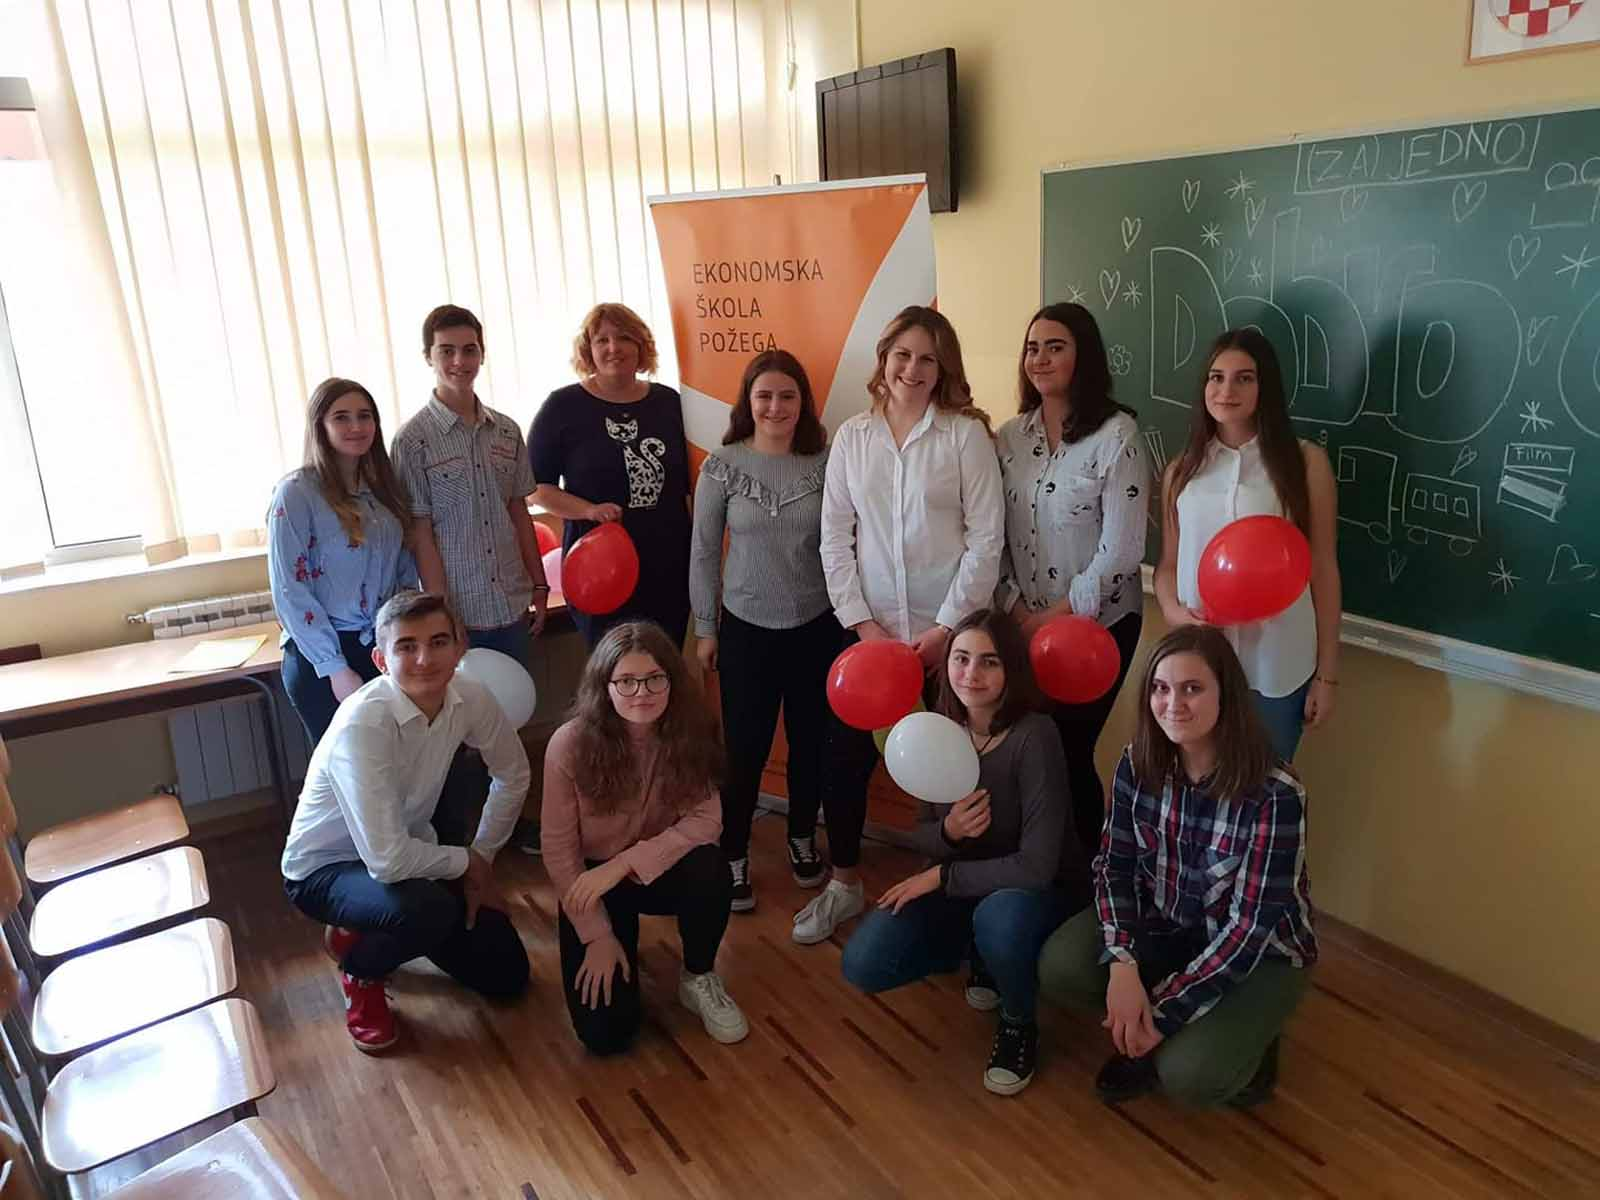 EKONOMSKA
ŠKOLA
POŽEGA
(ZA)JEDNO
Film